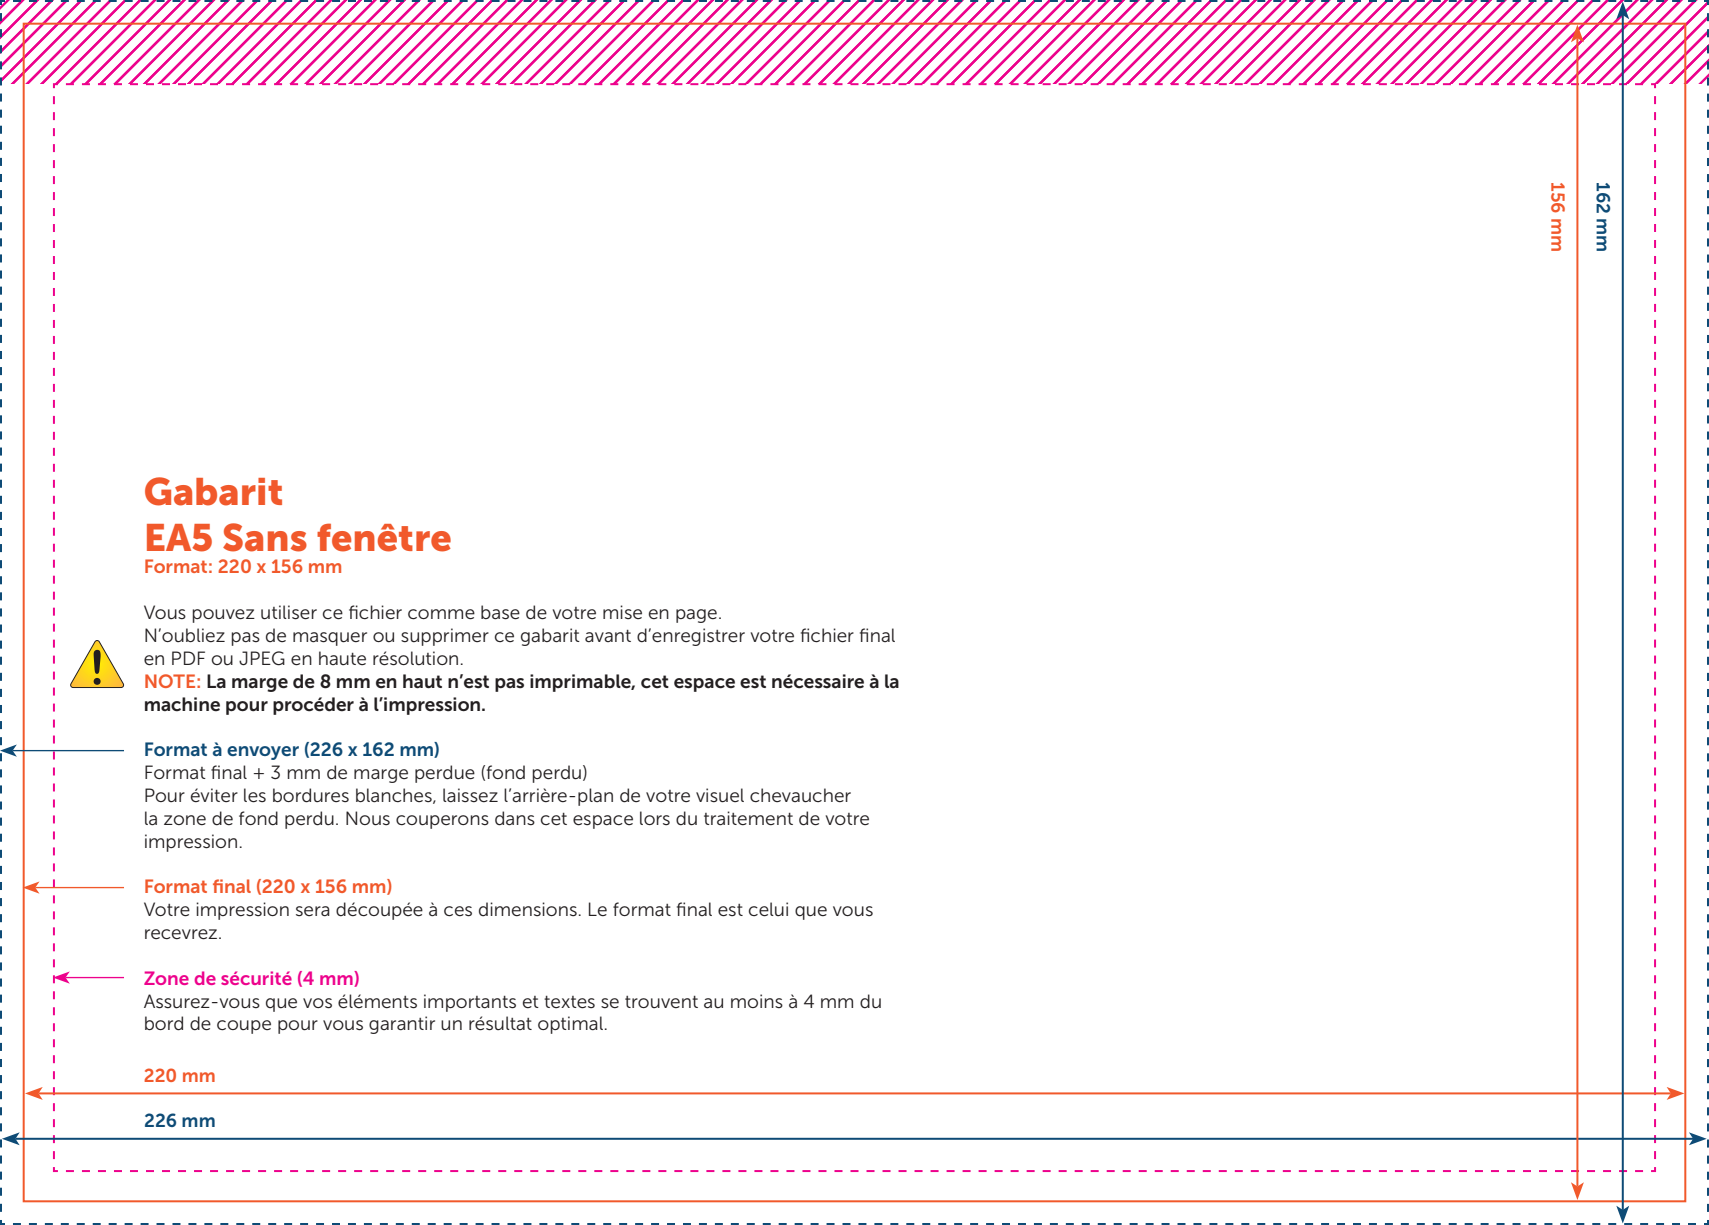 156 mm
162 mm
Gabarit
EA5 Sans fenêtre
Format: 220 x 156 mm
Vous pouvez utiliser ce fichier comme base de votre mise en page.
N’oubliez pas de masquer ou supprimer ce gabarit avant d’enregistrer votre fichier final
en PDF ou JPEG en haute résolution.
NOTE: La marge de 8 mm en haut n’est pas imprimable, cet espace est nécessaire à la
machine pour procéder à l’impression.
Format à envoyer (226 x 162 mm)
Format final + 3 mm de marge perdue (fond perdu)
Pour éviter les bordures blanches, laissez l’arrière-plan de votre visuel chevaucher
la zone de fond perdu. Nous couperons dans cet espace lors du traitement de votre
impression.
Format final (220 x 156 mm)
Votre impression sera découpée à ces dimensions. Le format final est celui que vous
recevrez.
Zone de sécurité (4 mm)
Assurez-vous que vos éléments importants et textes se trouvent au moins à 4 mm du
bord de coupe pour vous garantir un résultat optimal.
220 mm
226 mm